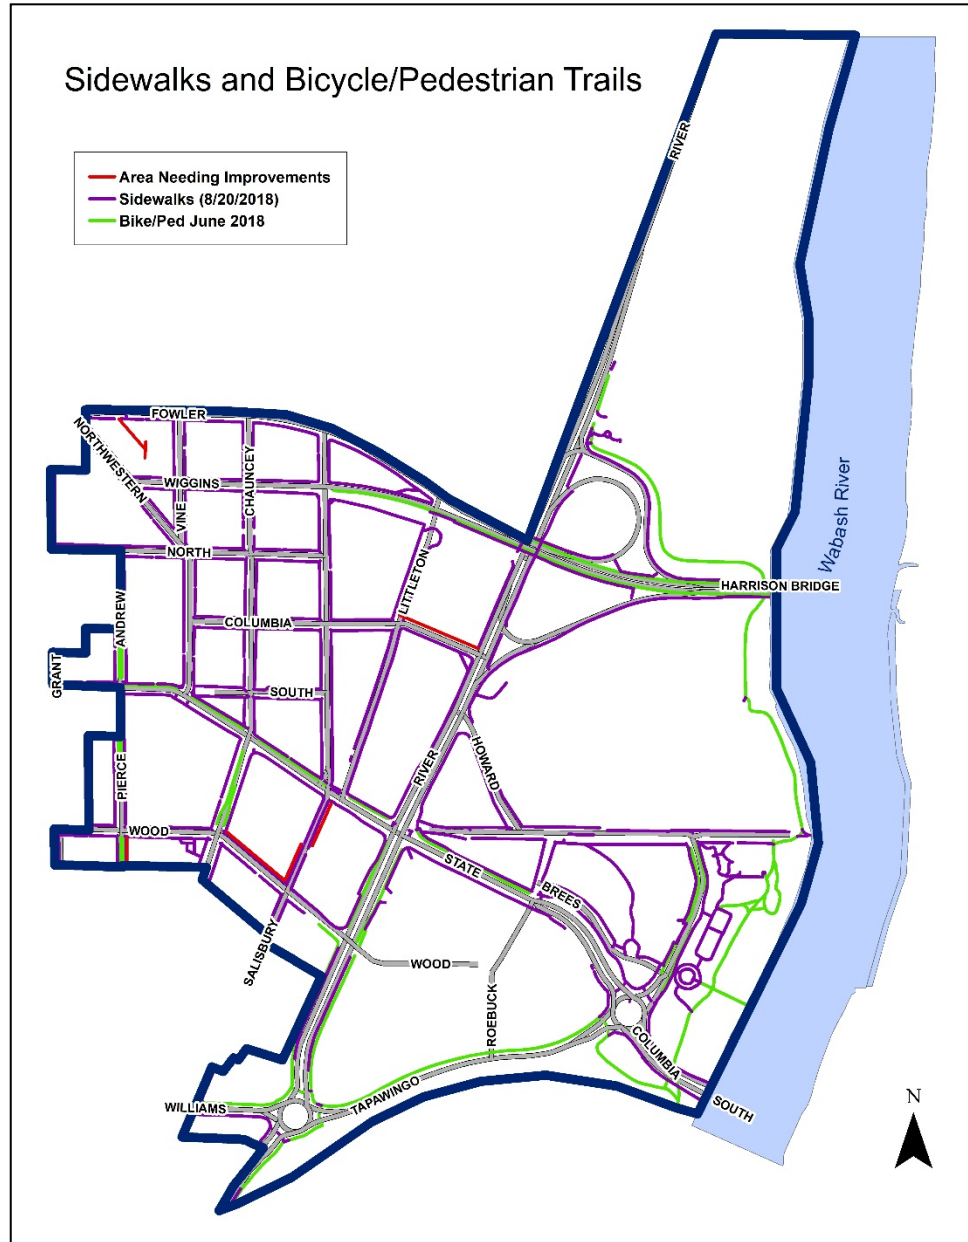 Sidewalks and Bicycle/Pedestrian Trails
Area Needing Improvements
Sidewalks (8/20/2018)
Bike/Ped June 2018
RIVER
FOWLER
NORTHWESTERN
WIGGINS
CHAUNCEY
VINE
NORTH
Wabash River
HARRISON BRIDGE
LITTLETON
ANDREW
COLUMBIA
GRANT
SOUTH
HOWARD
RIVER
PIERCE
WOOD
STATE
BREES
SALISBURY
WOOD
ROEBUCK
COLUMBIA
TAPAWINGO
WILLIAMS
SOUTH
N